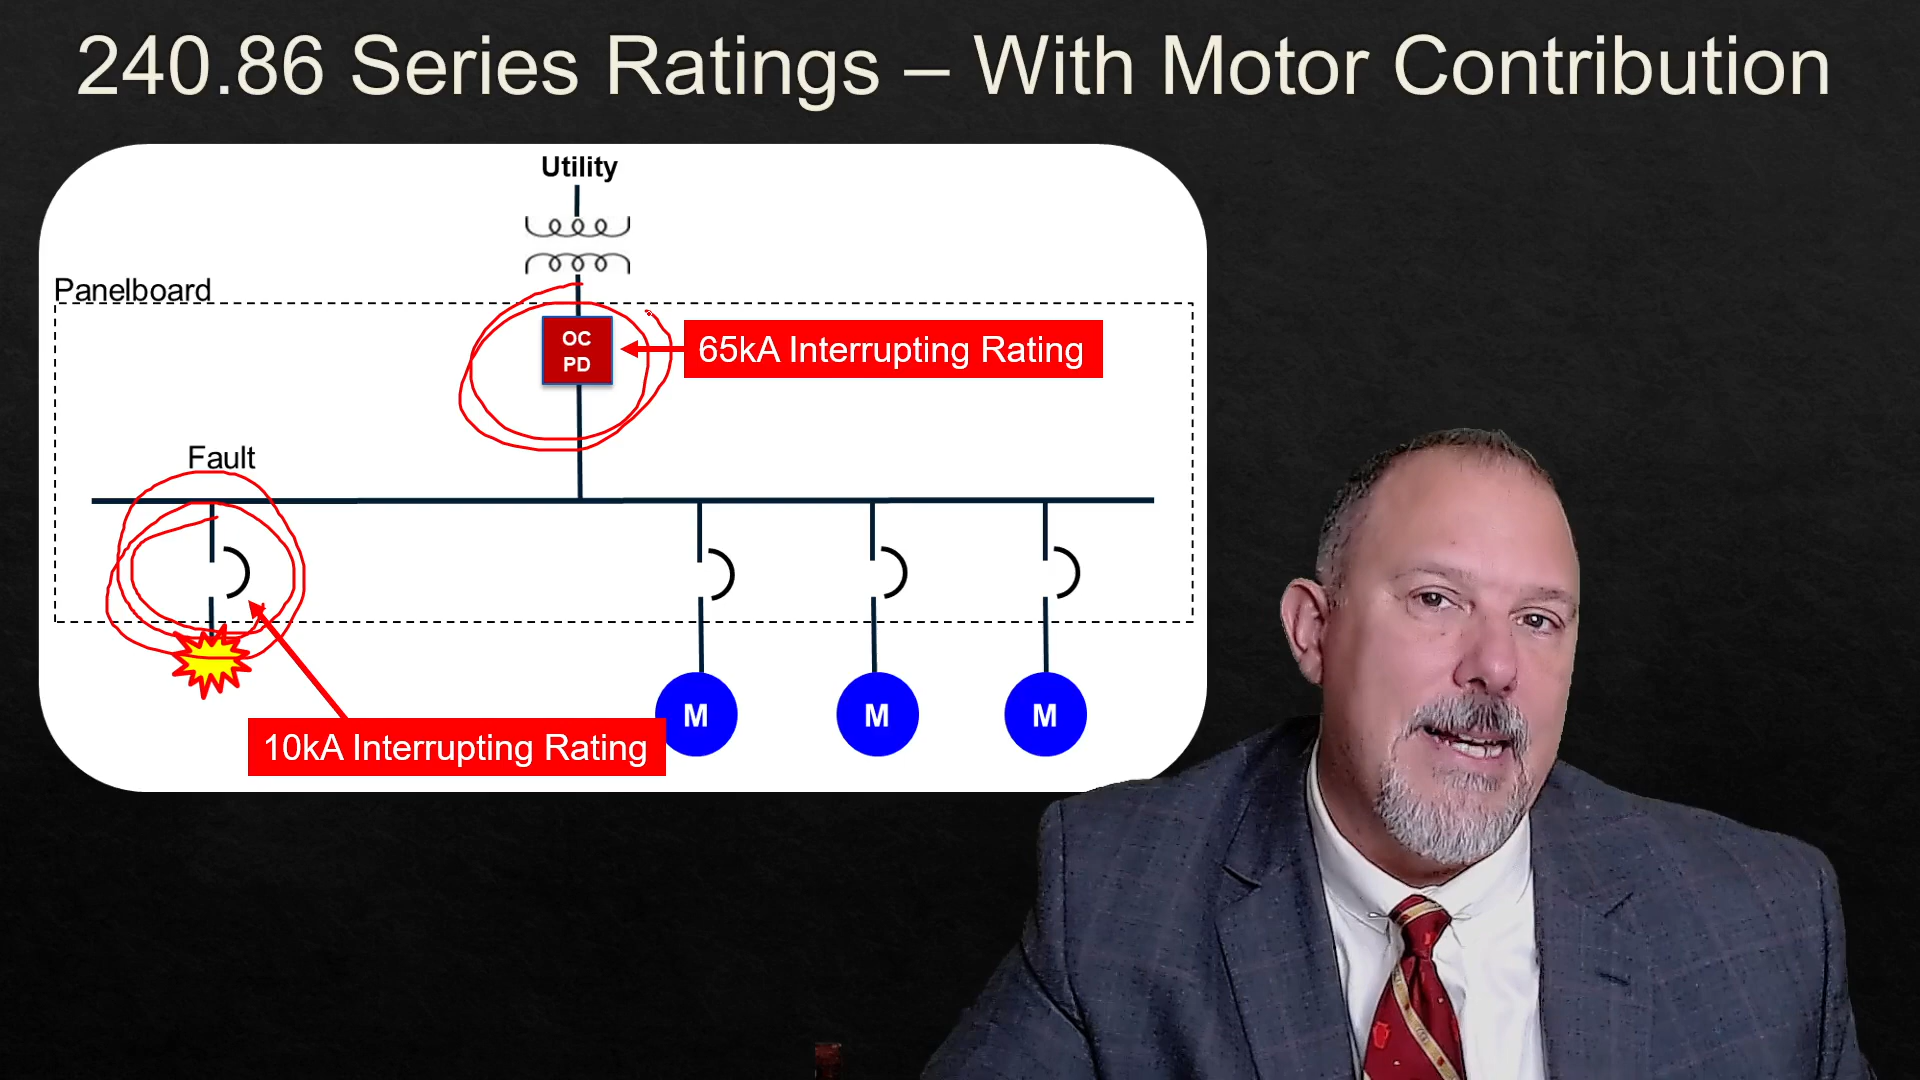 240.86 Series Ratings – With Motor Contribution
Utility
Panelboard
OC
PD
65kA Interrupting Rating
Fault
M
M
M
10kA Interrupting Rating